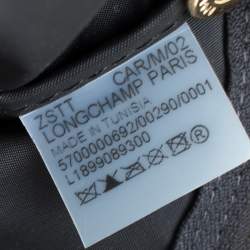 ZSTT CAR/M/02
LONGCHAMP PARIS
MADE IN TUNISIA
5700000692/00290/0001
L1899089300